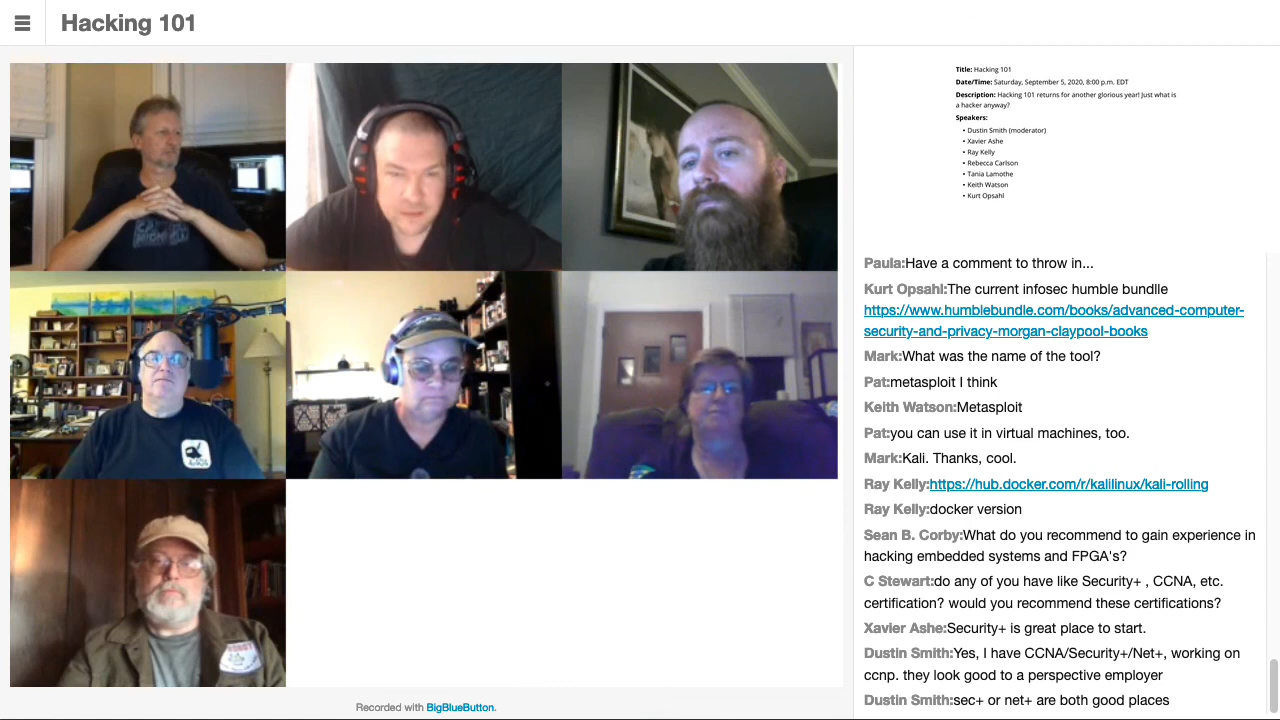 Hacking 101
Title: Hacking 101
Date/Time: Saturday, September 5, 2020, 8:00 p.m. EDT
Description: Hacking 101 returns for another glorious year! Just what is
a hacker anyway?
Speakers:
• Dustin Smith (moderator)
• Xavier Ashe
• Ray Kelly
• Rebecca Carlson
• Tania Lamothe
• Keith Watson
• Kurt Opsahl
Paula:Have a comment to throw in...
Kurt Opsahl:The current infosec humble bundlle
https://www.humblebundle.com/books/advanced-computer-
security-and-privacy-morgan-claypool-books
Mark:What was the name of the tool?
Pat:metasploit I think
Keith Watson:Metasploit
Pat:you can use it in virtual machines, too.
Mark:Kali. Thanks, cool.
Ray Kelly:https://hub.docker.com/r/kalilinux/kali-rolling
Ray Kelly:docker version
Sean B. Corby:What do you recommend to gain experience in
hacking embedded systems and FPGA's?
C Stewart:do any of you have like Security+ , CCNA, etc.
certification? would you recommend these certifications?
Xavier Ashe:Security+ is great place to start.
Dustin Smith:Yes, I have CCNA/Security+/Net+, working on
ccnp. they look good to a perspective employer
Dustin Smith:sec+ or net+ are both good places
Recorded with BigBlueButton.